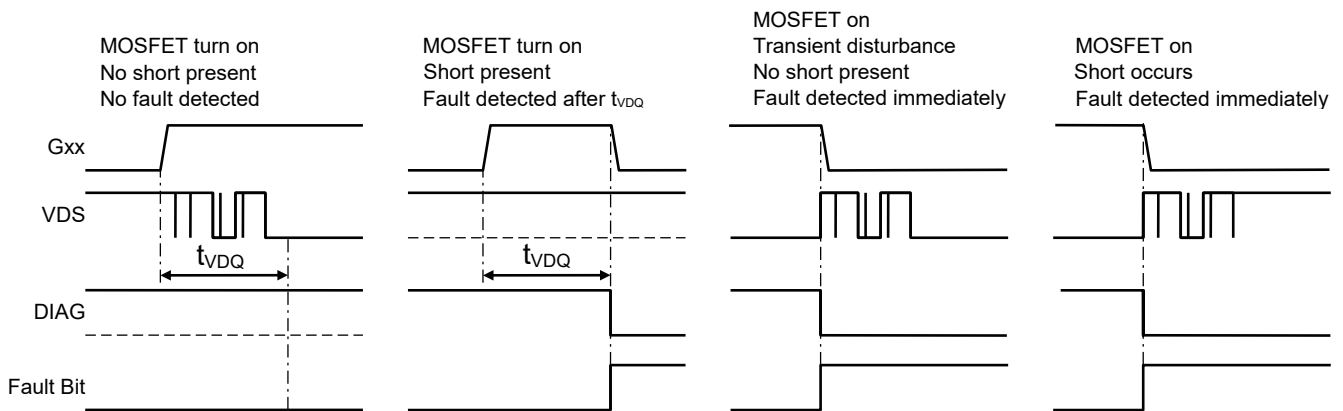 MOSFET turn on
No short present
No fault detected
MOSFET turn on
Short present
Fault detected after tVDQ
MOSFET on
Transient disturbance
No short present
Fault detected immediately
MOSFET on
Short occurs
Fault detected immediately
Gxx
VDS
tVDQ
tVDQ
DIAG
Fault Bit